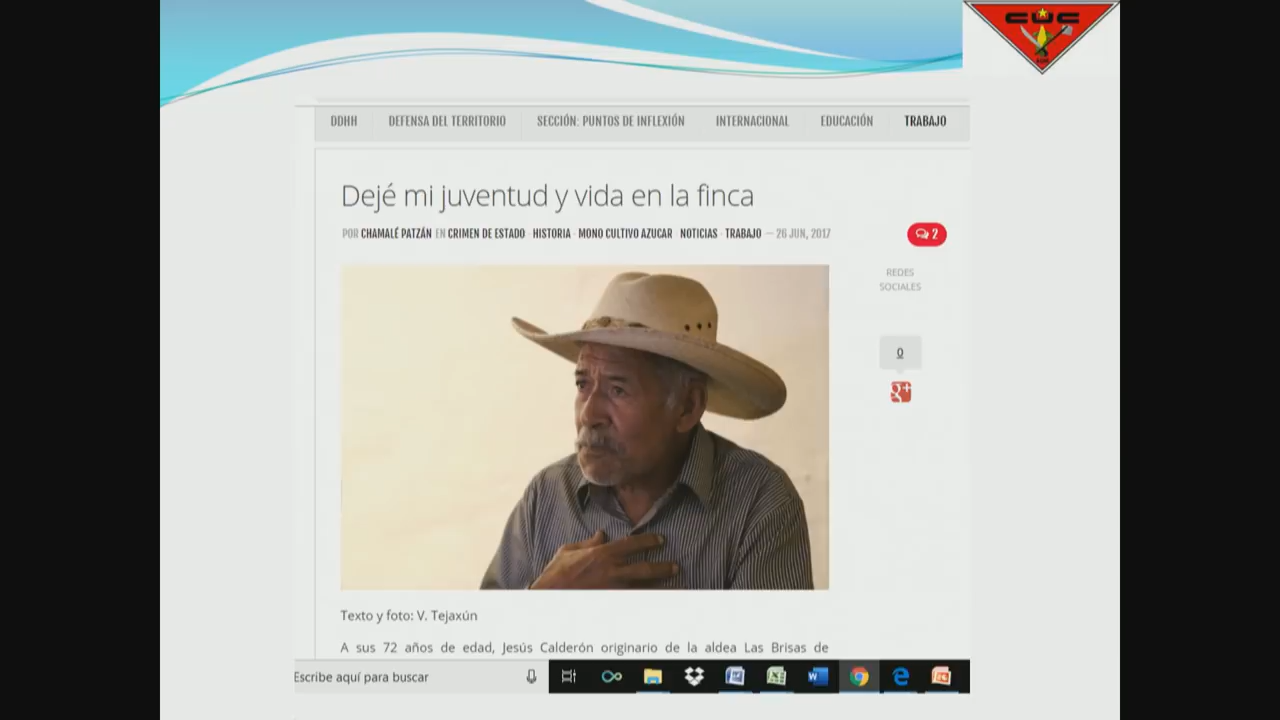 CUC
DDHH
DEFENSA DEL TERRITORIO
SECCIÓN: PUNTOS DE INFLEXIÓN
INTERNACIONAL
EDUCACIÓN
TRABAJO
Dejé mi juventud y vida en la finca
POR CHAMALÉ PATZÁN EN CRIMEN DE ESTADO · HISTORIA · MONO CULTIVO AZUCAR · NOTICIAS · TRABAJO — 26 JUN, 2017
2
REDES
SOCIALES
0
g+
Texto y foto: V. Tejaxún
A sus 72 años de edad, Jesús Calderón originario de la aldea Las Brisas de
Escribe aquí para buscar